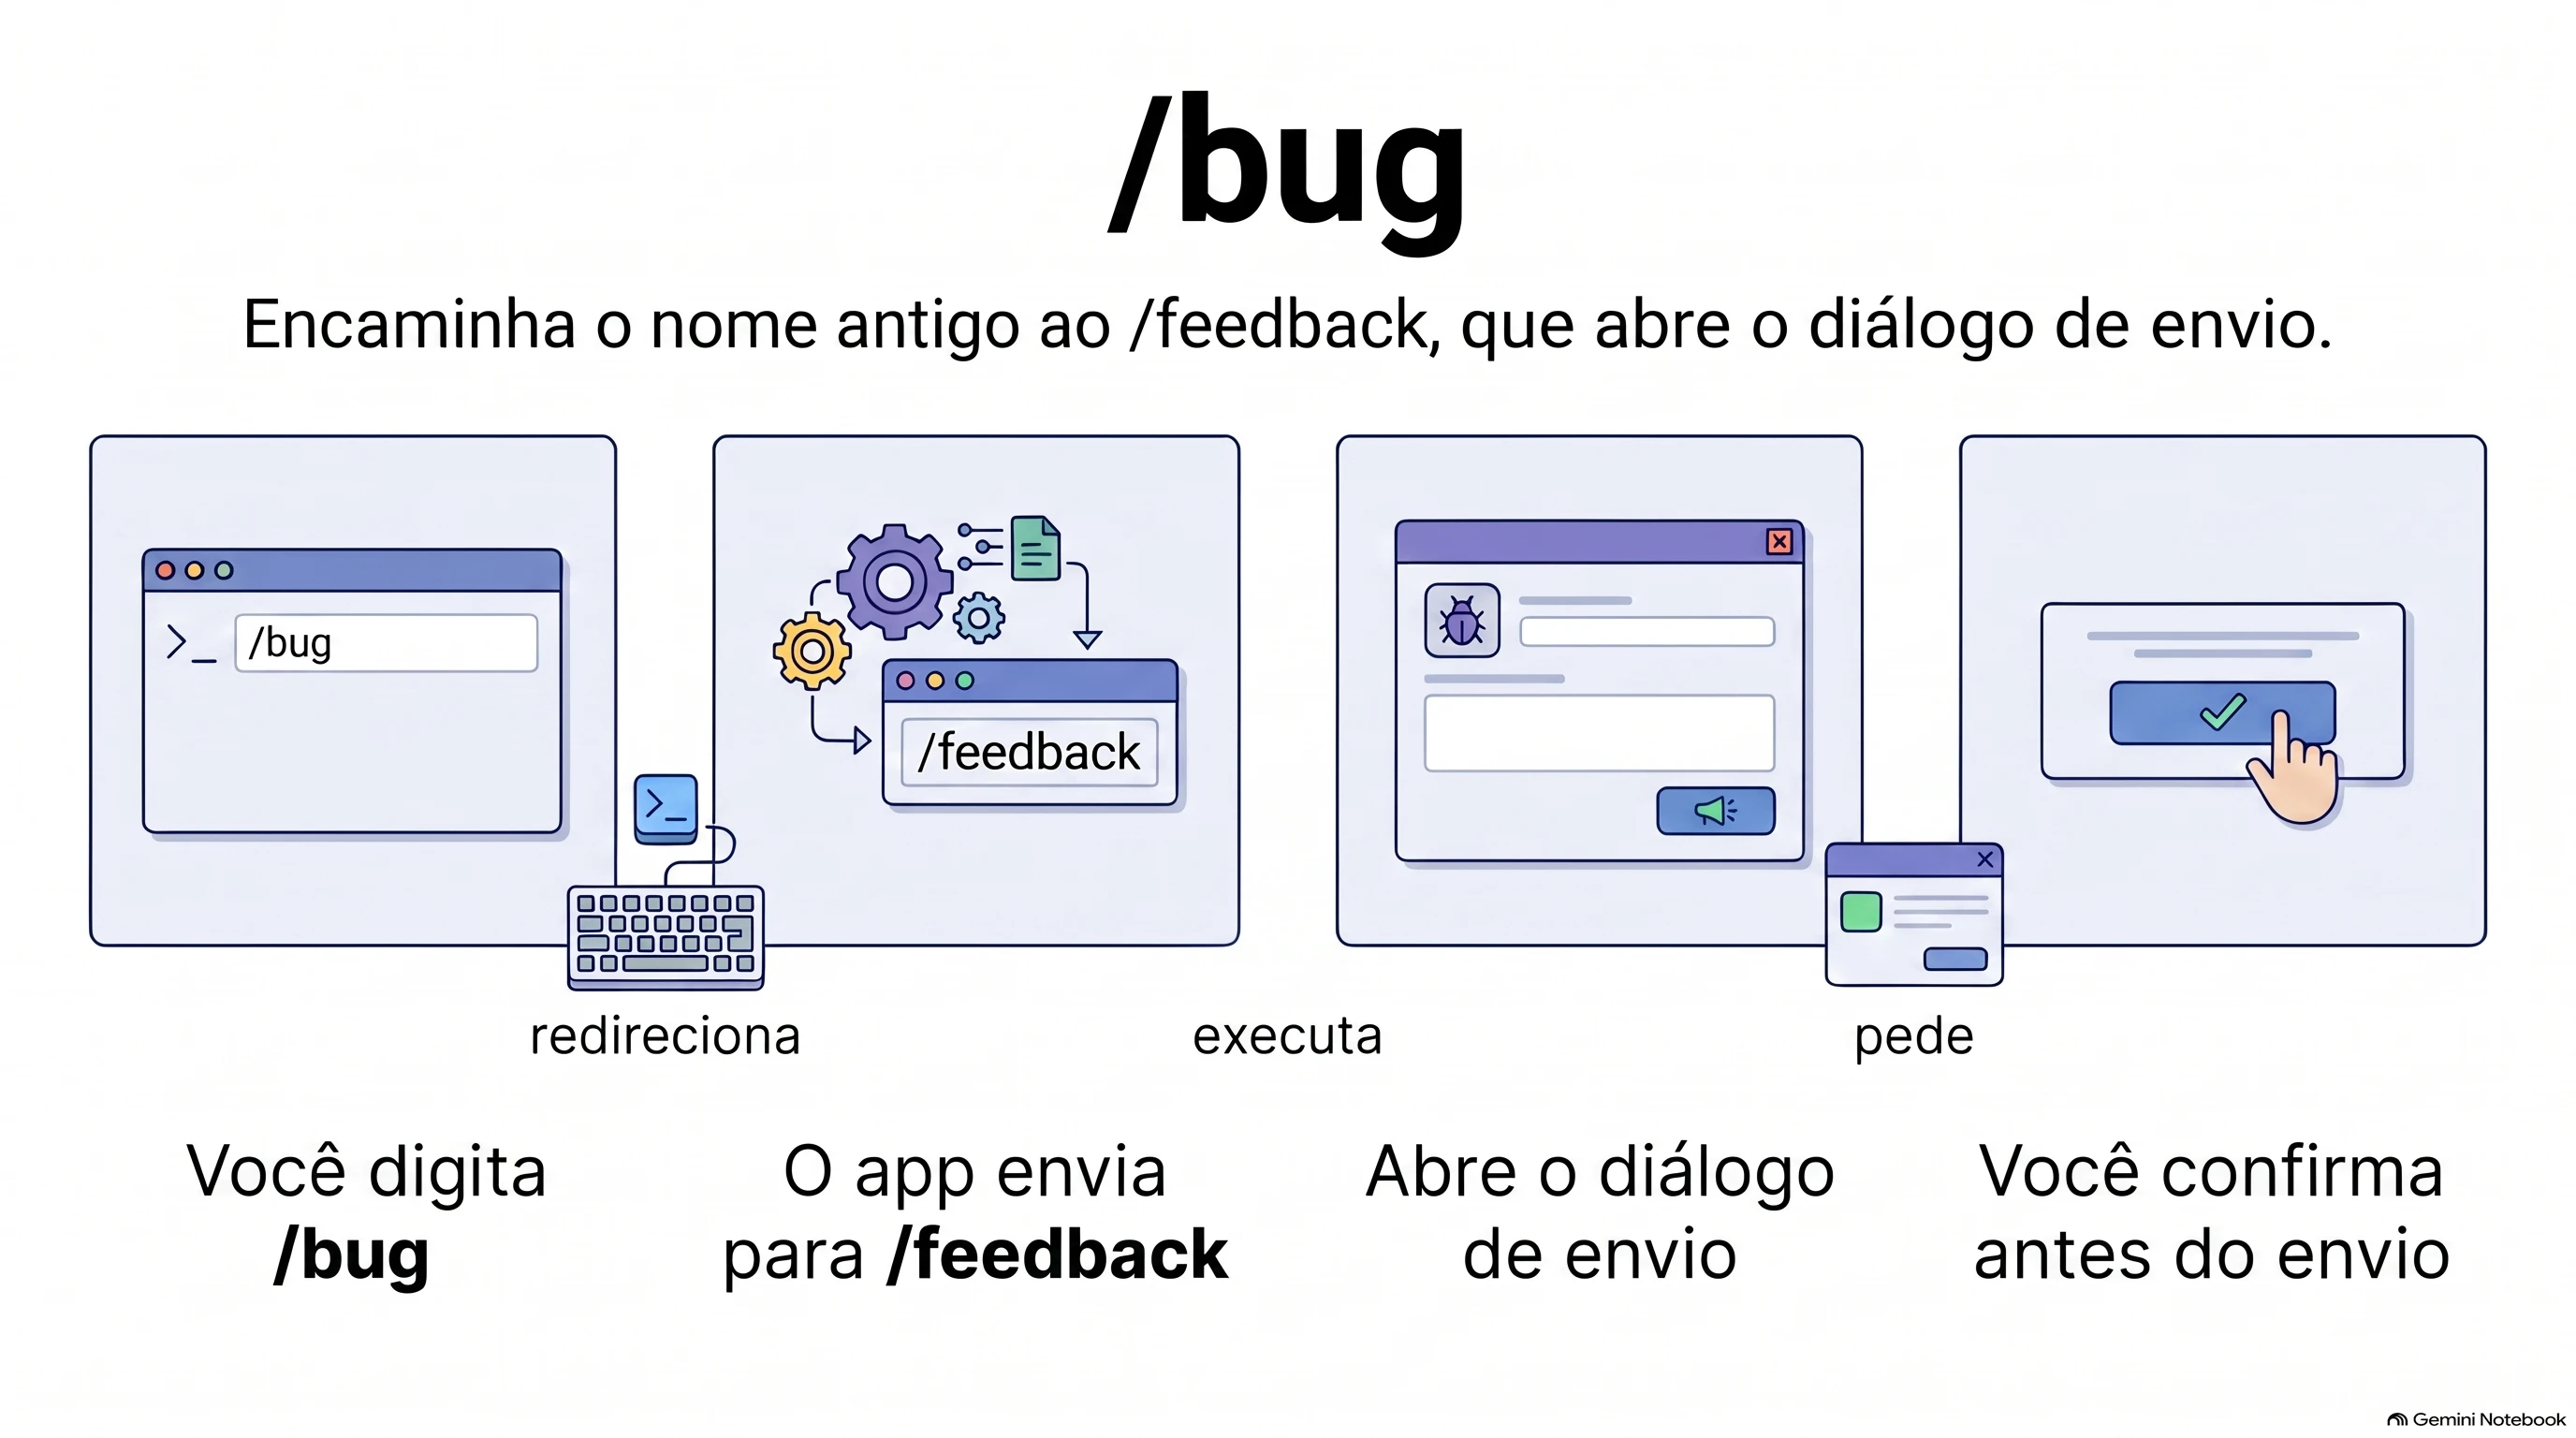 /bug
Encaminha o nome antigo ao /feedback, que abre o diálogo de envio.
>_ /bug
/feedback
>_
redireciona
executa
pede
Você digita
/bug
O app envia
para /feedback
Abre o diálogo
de envio
Você confirma
antes do envio
Gemini Notebook